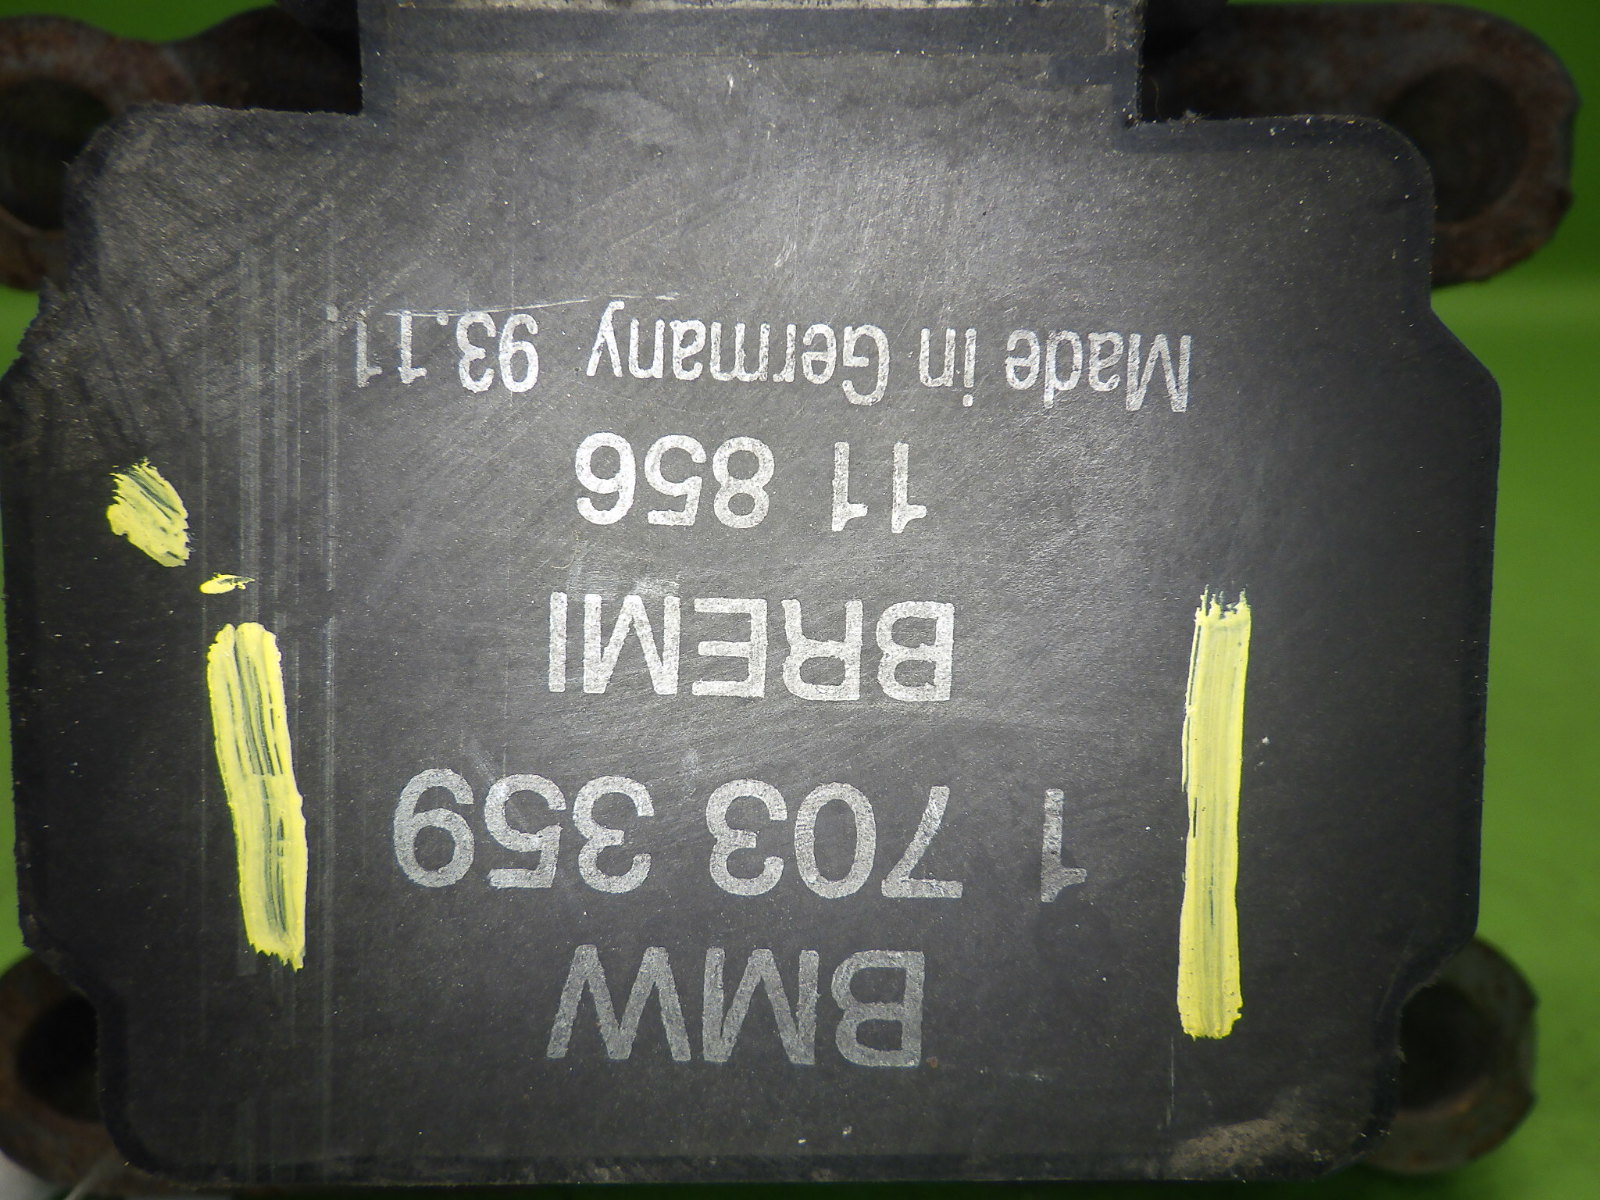 BMW
1 703 359
BREMI
11 856
Made in Germany 93.11